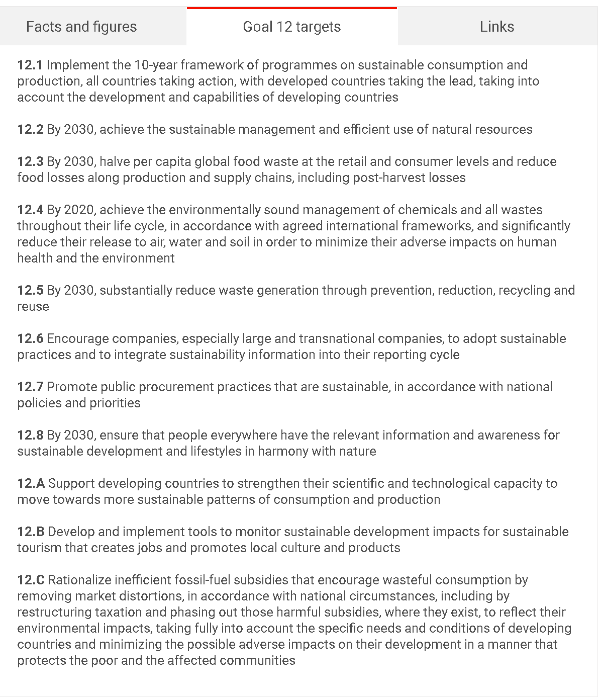 Facts and figures
Goal 12 targets
Links
12.1 Implement the 10-year framework of programmes on sustainable consumption and
production, all countries taking action, with developed countries taking the lead, taking into
account the development and capabilities of developing countries
12.2 By 2030, achieve the sustainable management and efficient use of natural resources
12.3 By 2030, halve per capita global food waste at the retail and consumer levels and reduce
food losses along production and supply chains, including post-harvest losses
12.4 By 2020, achieve the environmentally sound management of chemicals and all wastes
throughout their life cycle, in accordance with agreed international frameworks, and significantly
reduce their release to air, water and soil in order to minimize their adverse impacts on human
health and the environment
12.5 By 2030, substantially reduce waste generation through prevention, reduction, recycling and
reuse
12.6 Encourage companies, especially large and transnational companies, to adopt sustainable
practices and to integrate sustainability information into their reporting cycle
12.7 Promote public procurement practices that are sustainable, in accordance with national
policies and priorities
12.8 By 2030, ensure that people everywhere have the relevant information and awareness for
sustainable development and lifestyles in harmony with nature
12.A Support developing countries to strengthen their scientific and technological capacity to
move towards more sustainable patterns of consumption and production
12.B Develop and implement tools to monitor sustainable development impacts for sustainable
tourism that creates jobs and promotes local culture and products
12.C Rationalize inefficient fossil-fuel subsidies that encourage wasteful consumption by
removing market distortions, in accordance with national circumstances, including by
restructuring taxation and phasing out those harmful subsidies, where they exist, to reflect their
environmental impacts, taking fully into account the specific needs and conditions of developing
countries and minimizing the possible adverse impacts on their development in a manner that
protects the poor and the affected communities